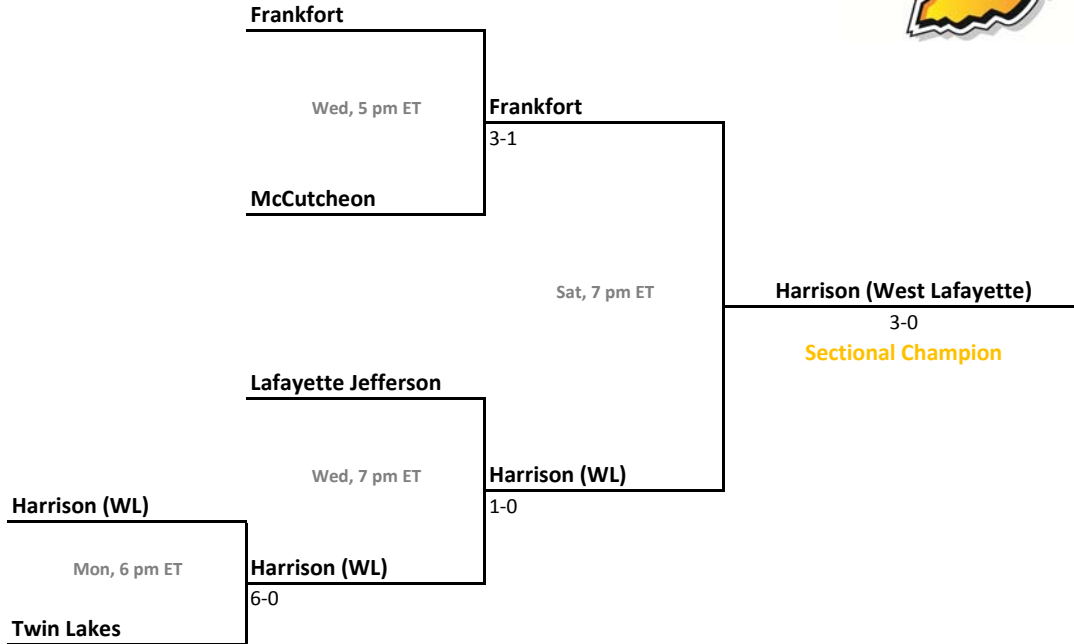 Frankfort
Wed, 5 pm ET
Frankfort
3-1
McCutcheon
Sat, 7 pm ET
Harrison (West Lafayette)
3-0
Sectional Champion
Lafayette Jefferson
Wed, 7 pm ET
Harrison (WL)
1-0
Harrison (WL)
Mon, 6 pm ET
Harrison (WL)
6-0
Twin Lakes